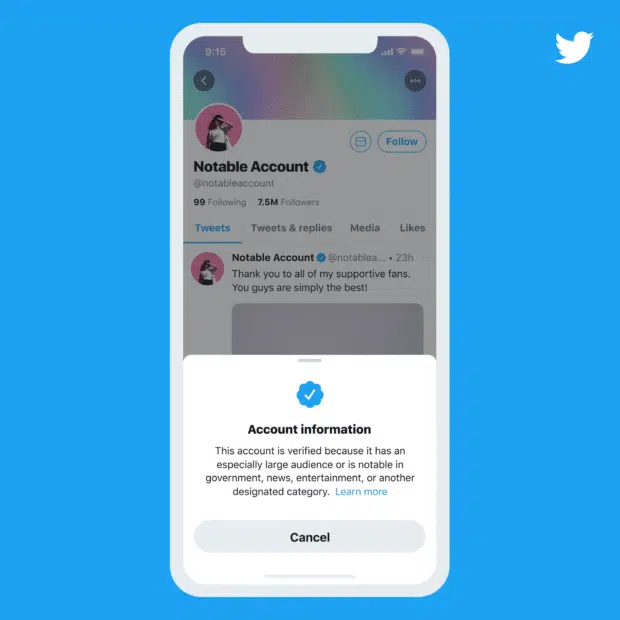 9:15
Follow
Notable Account
@notableaccount
99 Following 7.5M Followers
Tweets Tweets & replies Media Likes
Notable Account @notablea... • 23h
Thank you to all of my supportive fans.
You guys are simply the best!
Account information
This account is verified because it has an
especially large audience or is notable in
government, news, entertainment, or another
designated category. Learn more
Cancel